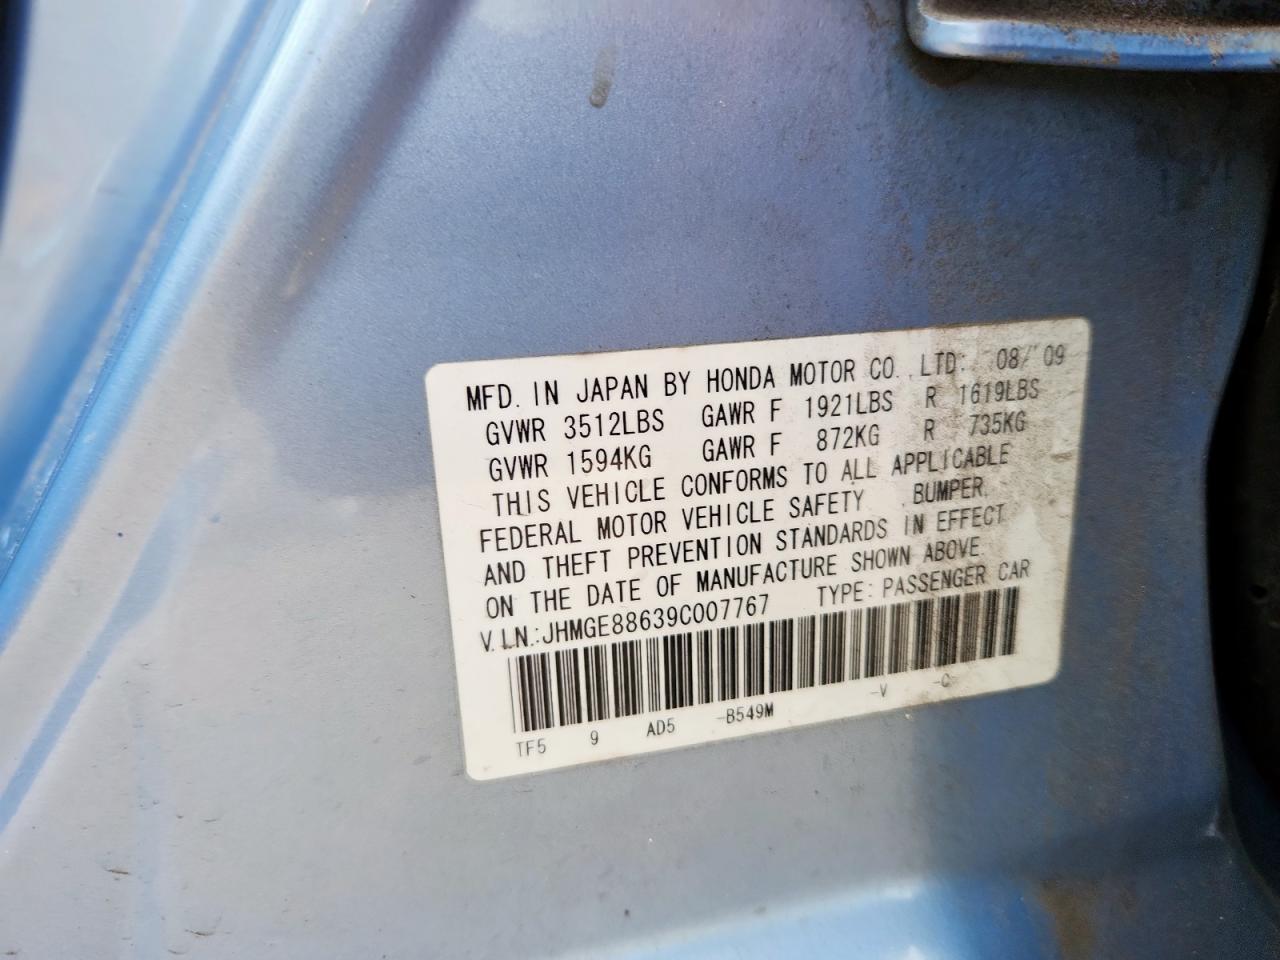 MFD. IN JAPAN BY HONDA MOTOR CO., LTD. 08/ 09
GVWR 3512LBS GAWR F 1921LBS R 1619LBS
GVWR 1594KG GAWR F 872KG R 735KG
THIS VEHICLE CONFORMS TO ALL APPLICABLE
FEDERAL MOTOR VEHICLE SAFETY , BUMPER,
AND THEFT PREVENTION STANDARDS IN EFFECT
ON THE DATE OF MANUFACTURE SHOWN ABOVE.
V.I.N.:JHMGE88639C007767 TYPE: PASSENGER CAR
TF5 9 AD5 -B549M -V -C